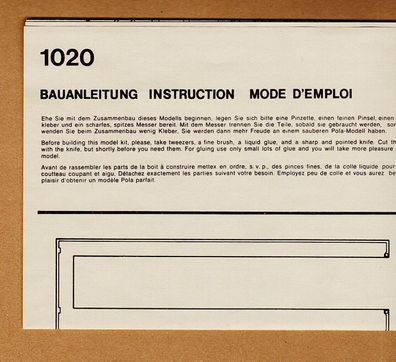 1020
BAUANLEITUNG INSTRUCTION MODE D'EMPLOI
Ehe Sie mit dem Zusammenbau dieses Modells beginnen, legen Sie sich bitte eine Pinzette, einen feinen Pinsel, einen
kleber und ein scharfes, spitzes Messer bereit. Mit dem Messer trennen Sie die Teile, sobald sie gebraucht werden,
wenden Sie beim Zusammenbau wenig Kleber, Sie werden dann mehr Freude an einem sauberen Pola-Modell haben.
Before building this model kit, please, take tweezers, a fine brush, a liquid glue, and a sharp and pointed knife. Cut
with the knife, but shortly before you need them. For gluing use only small lots of glue and you will take more pleasure
model.
Avant de rassembler les parts de la boit à construire mettex en ordre, s. v. p., des pinces fines, de la colle liquide pour
coutteau coupant et aigu. Détachez exactement les parties suivant votre besoin. Employez peu de colle et vous aurez
plaisir d'obtenir un modèle Pola parfait.